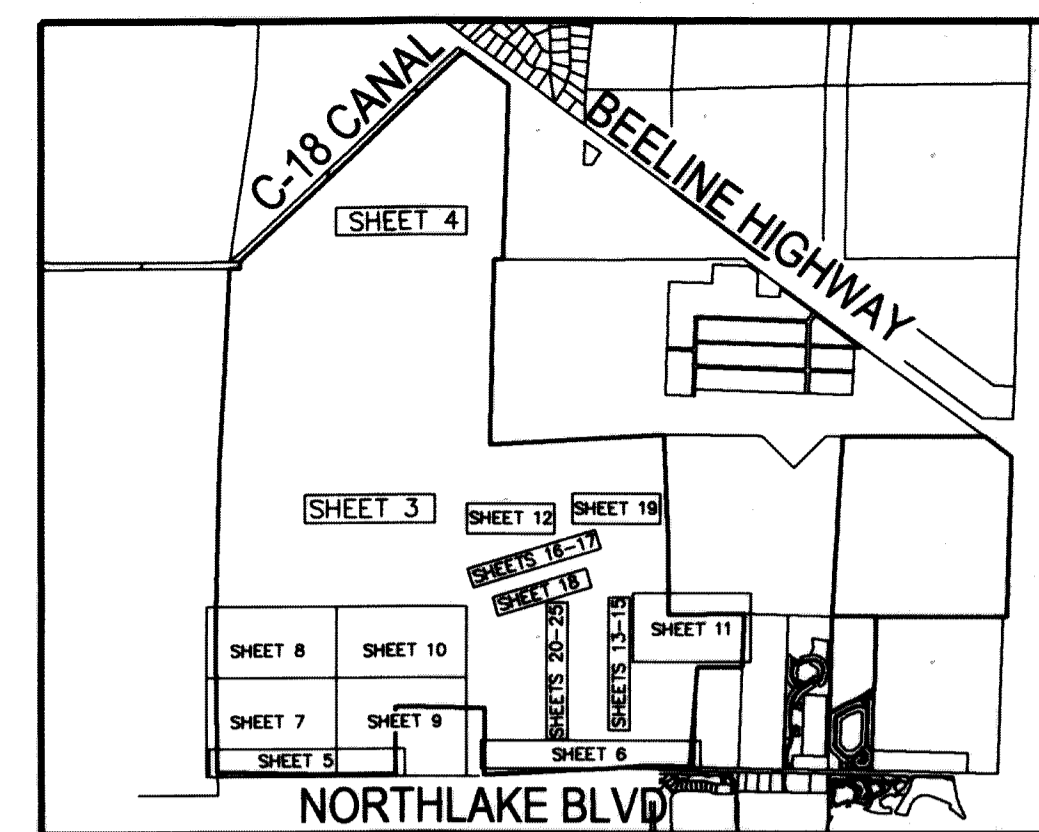 C-18 CANAL
BEELINE HIGHWAY
SHEET 4
SHEET 3
SHEET 12
SHEET 19
SHEETS 16-17
SHEET 18
SHEETS 20-25
SHEETS 13-15
SHEET 11
SHEET 8
SHEET 10
SHEET 7
SHEET 9
SHEET 5
SHEET 6
NORTHLAKE BLVD